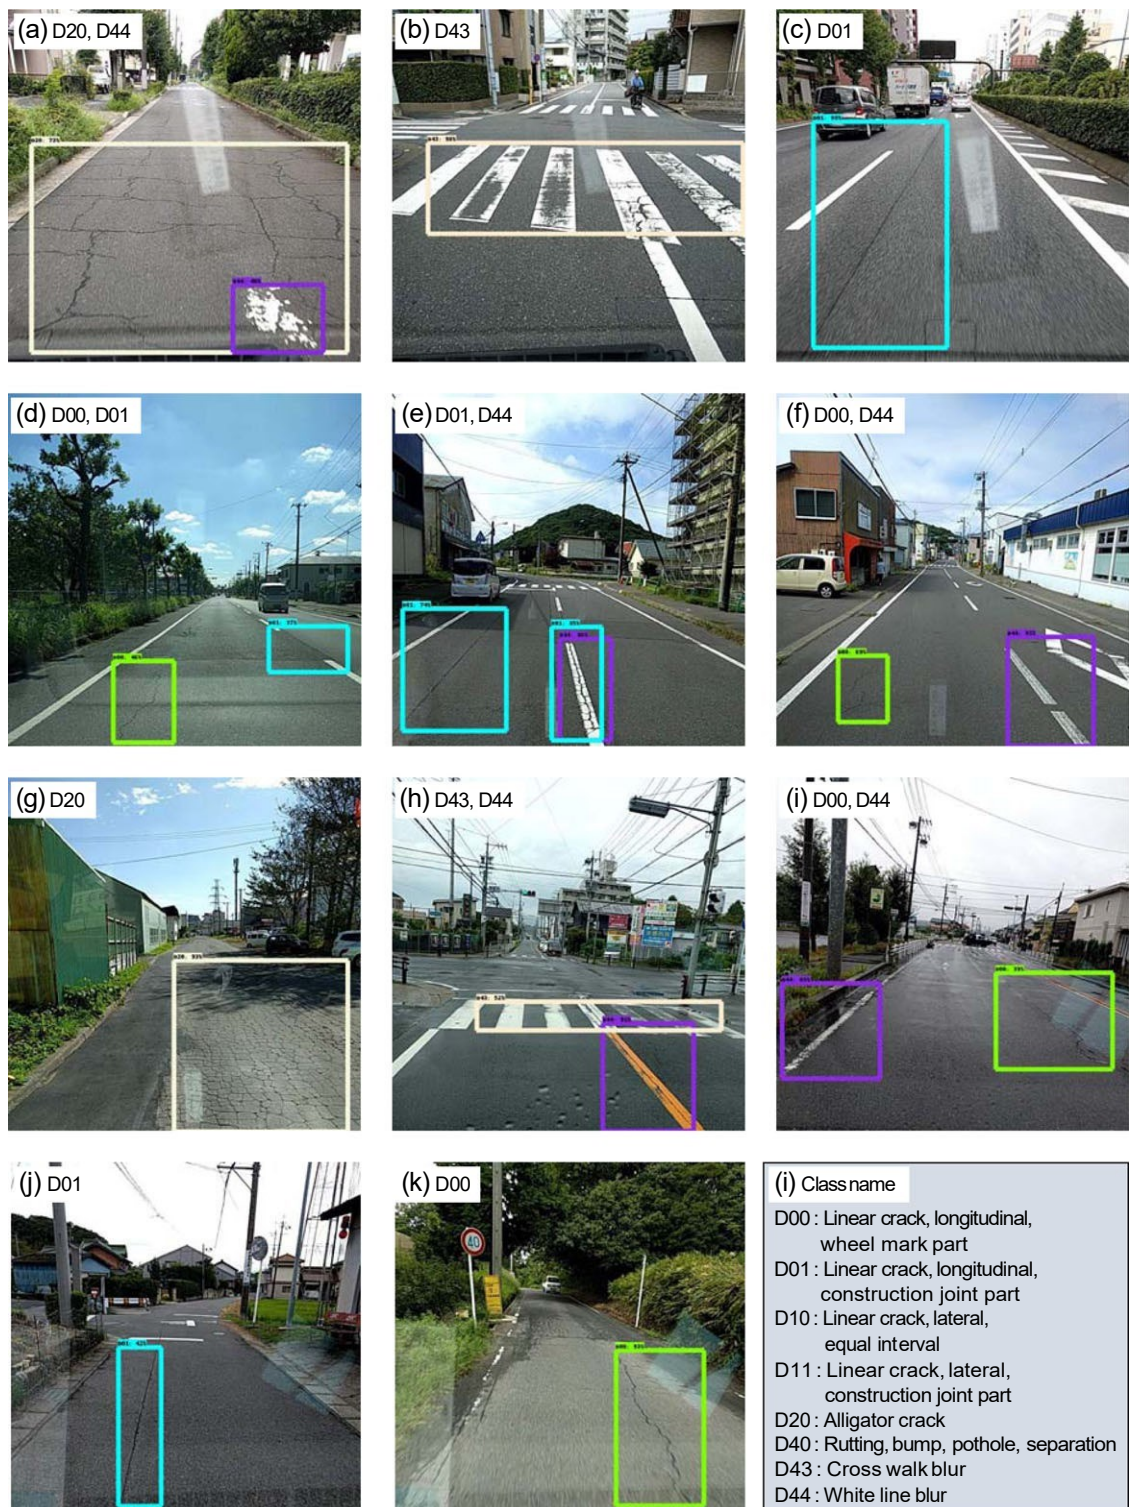 (a) D20, D44
(b) D43
(c) D01
(d) D00, D01
(e) D01, D44
(f) D00, D44
(g) D20
(h) D43, D44
(i) D00, D44
(j) D01
(k) D00
40
(i) Class name
D00 : Linear crack, longitudinal,
wheel mark part
D01 : Linear crack, longitudinal,
construction joint part
D10 : Linear crack, lateral,
equal interval
D11 : Linear crack, lateral,
construction joint part
D20 : Alligator crack
D40 : Rutting, bump, pothole, separation
D43 : Cross walk blur
D44 : White line blur